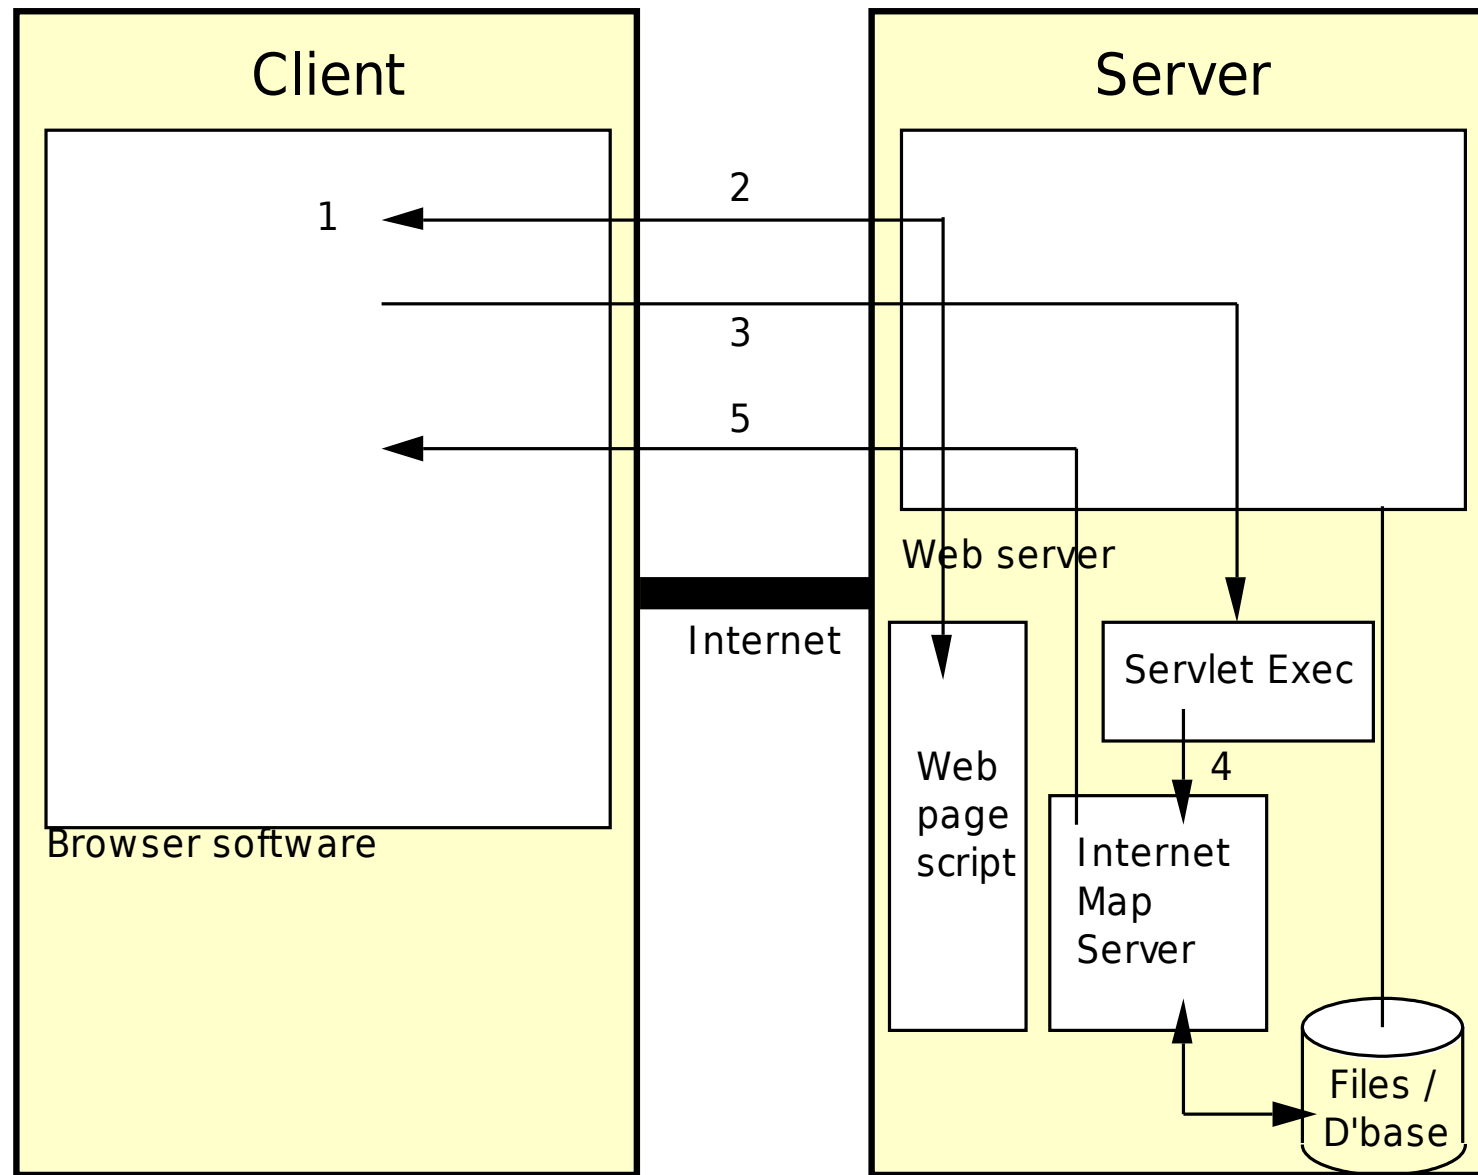 Client
Server
2
1
3
5
Web server
Internet
Servlet Exec
4
Web
page
script
Internet
Map
Server
Browser software
Files /
D'base